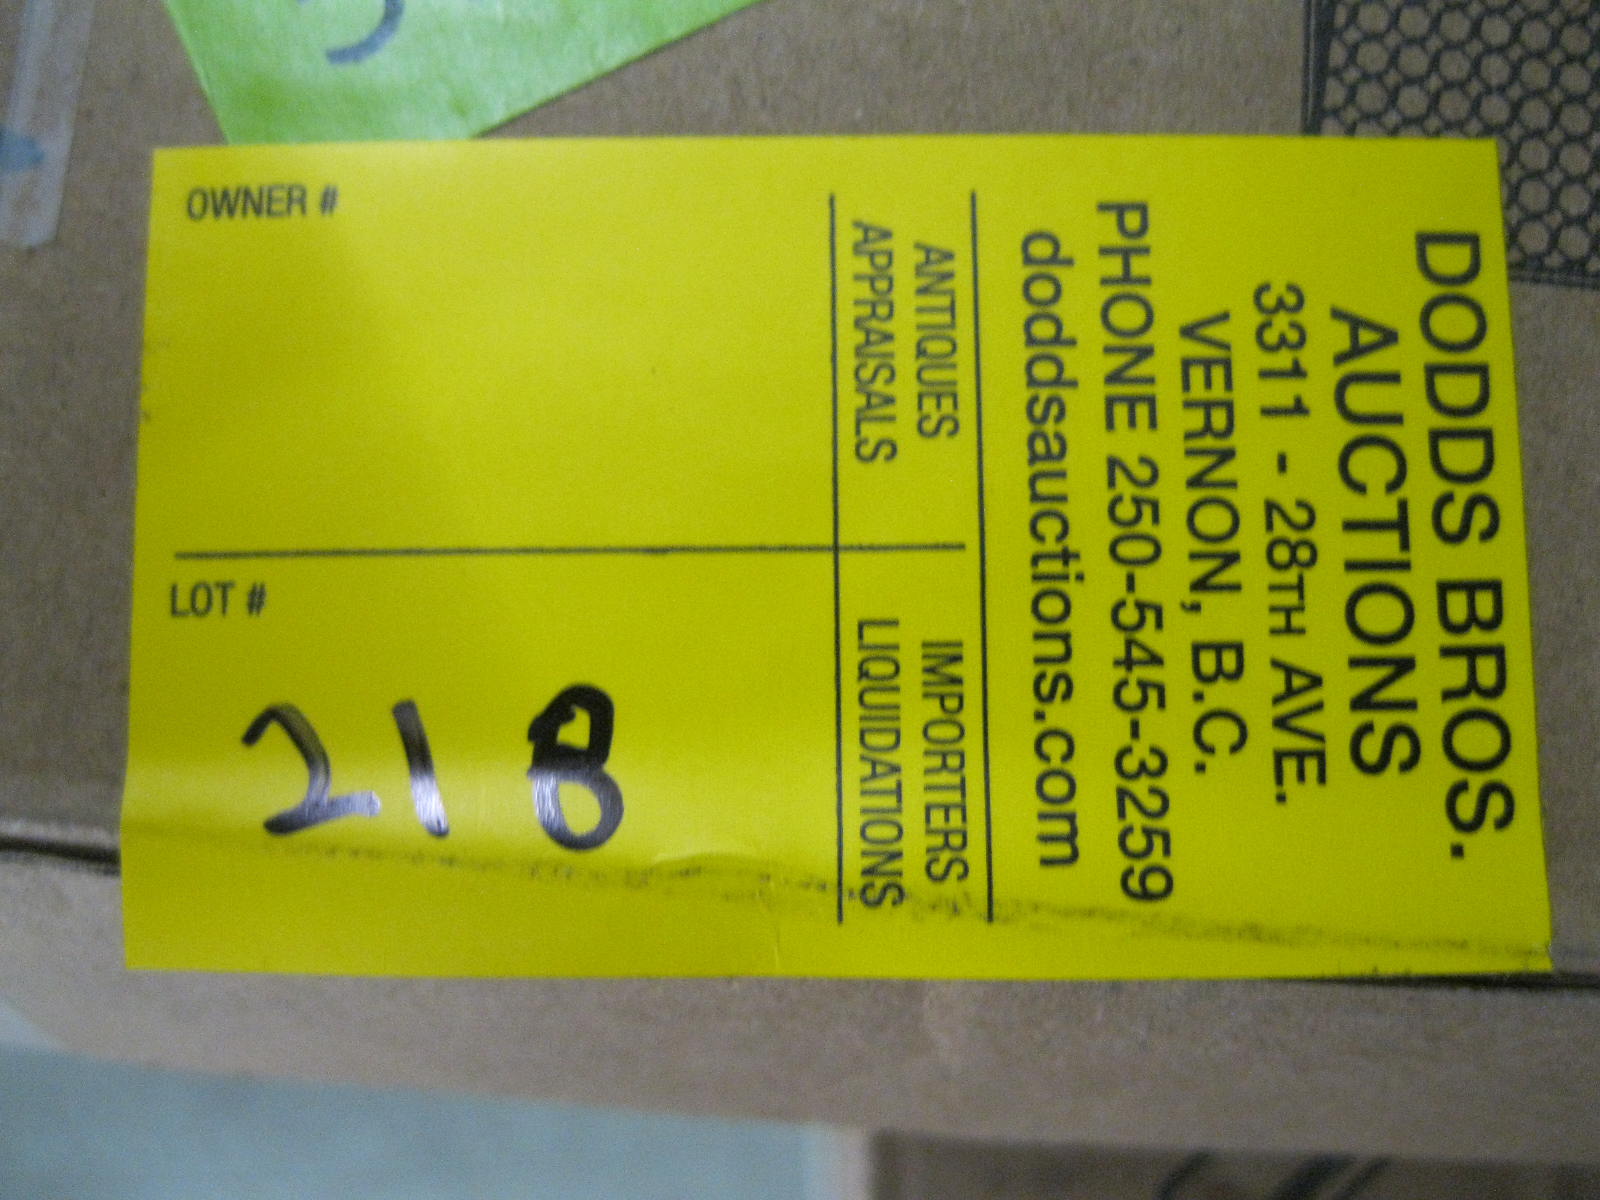 DODDS BROS.
AUCTIONS
3311 - 28TH AVE.
VERNON, B.C.
PHONE 250-545-3259
doddsauctions.com
ANTIQUES IMPORTERS
APPRAISALS LIQUIDATIONS
OWNER #
LOT #
218